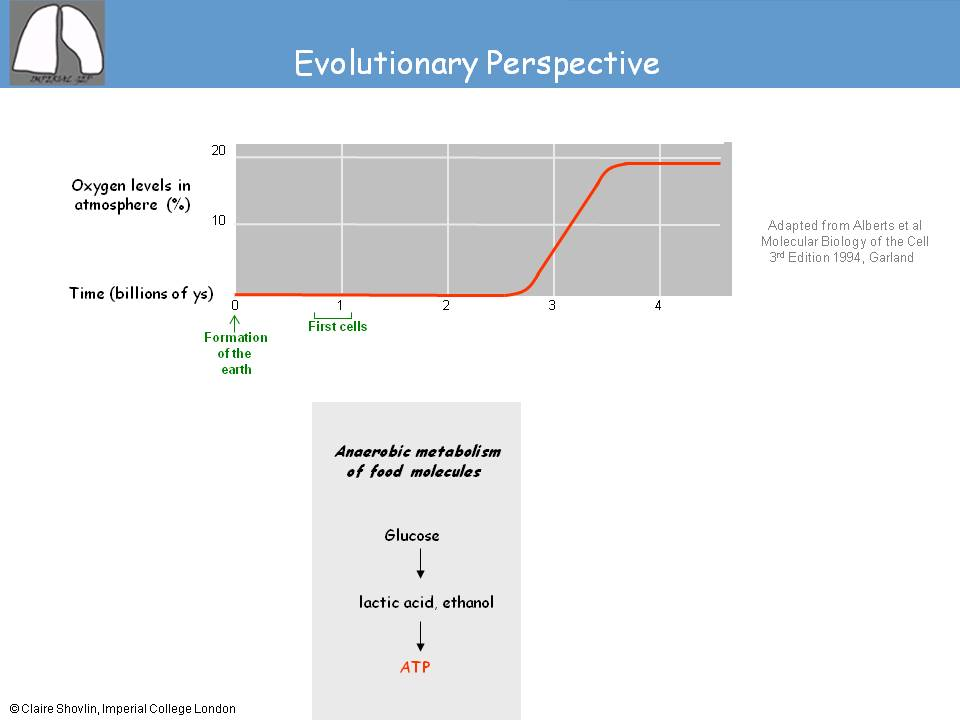 IMPERIAL
Evolutionary Perspective
20
Oxygen levels in
atmosphere (%)
10
Adapted from Alberts et al
Molecular Biology of the Cell
3rd Edition 1994, Garland
Time (billions of ys)
0 1 2 3 4
First cells
Formation
of the
earth
Anaerobic metabolism
of food molecules
Glucose
lactic acid, ethanol
ATP
© Claire Shovlin, Imperial College London